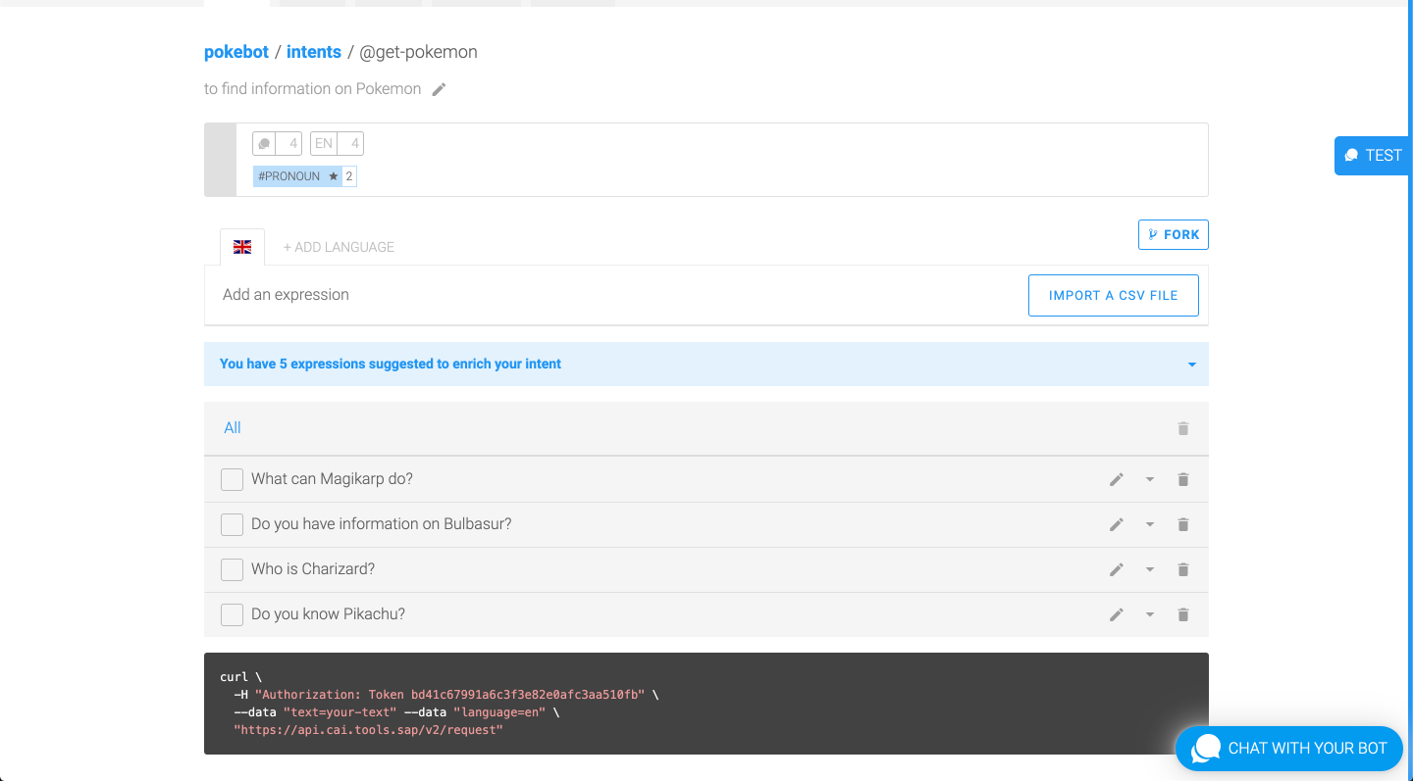 pokebot / intents / @get-pokemon
to find information on Pokemon
4 EN 4
#PRONOUN ★ 2
TEST
+ ADD LANGUAGE
FORK
Add an expression
IMPORT A CSV FILE
You have 5 expressions suggested to enrich your intent
All
What can Magikarp do?
Do you have information on Bulbasur?
Who is Charizard?
Do you know Pikachu?
curl \
-H "Authorization: Token bd41c67991a6c3f3e82e0afc3aa510fb" \
--data "text=your-text" --data "language=en" \
"https://api.cai.tools.sap/v2/request"
CHAT WITH YOUR BOT